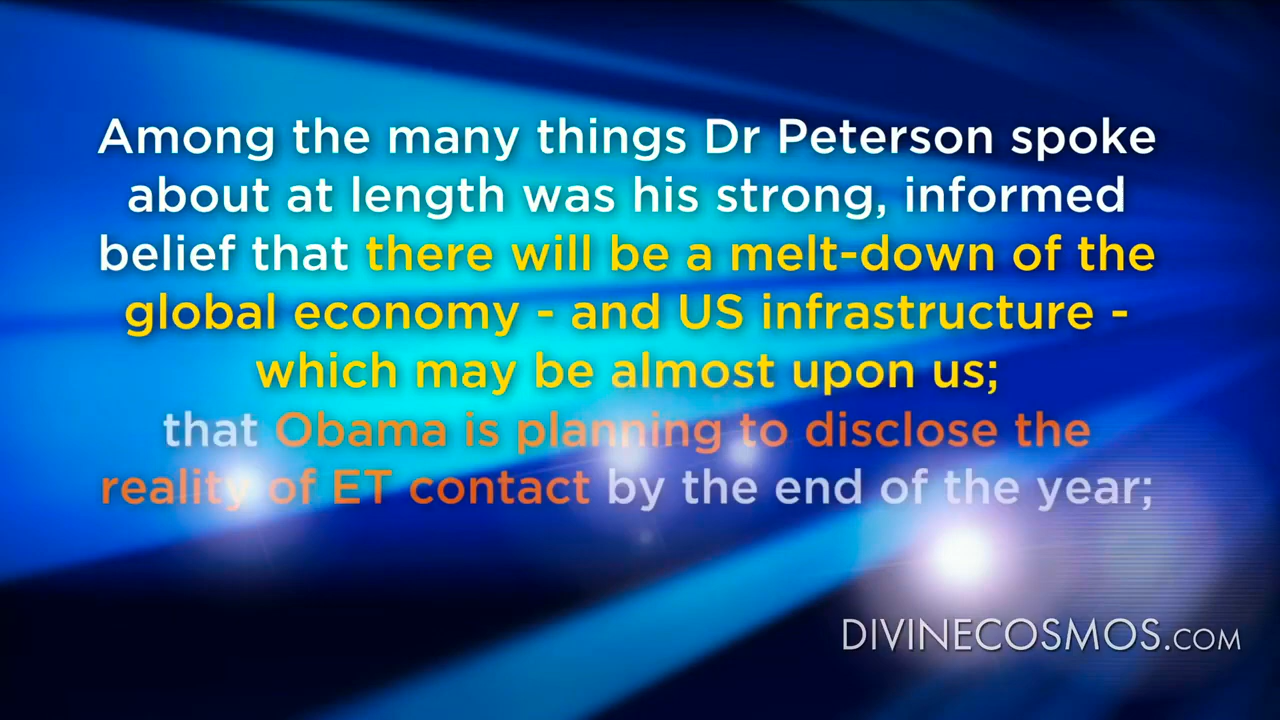 Among the many things Dr Peterson spoke
about at length was his strong, informed
belief that there will be a melt-down of the
global economy - and US infrastructure -
which may be almost upon us;
that Obama is planning to disclose the
reality of ET contact by the end of the year;
DIVINECOSMOS.COM